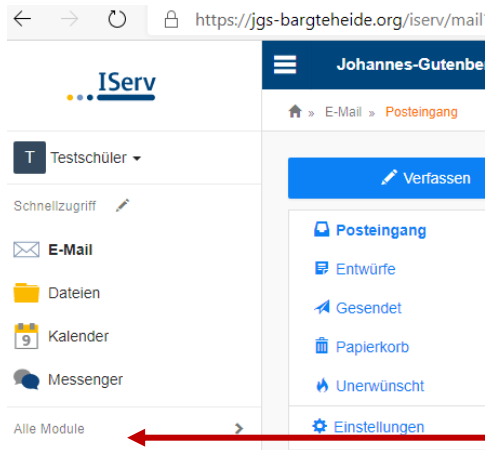 https://jgs-bargteheide.org/iserv/mail
IServ
Johannes-Gutenbe
» E-Mail » Posteingang
T Testschüler
Verfassen
Schnellzugriff
Posteingang
E-Mail
Entwürfe
Dateien
Gesendet
9 Kalender
Papierkorb
Messenger
Unerwünscht
Alle Module
Einstellungen